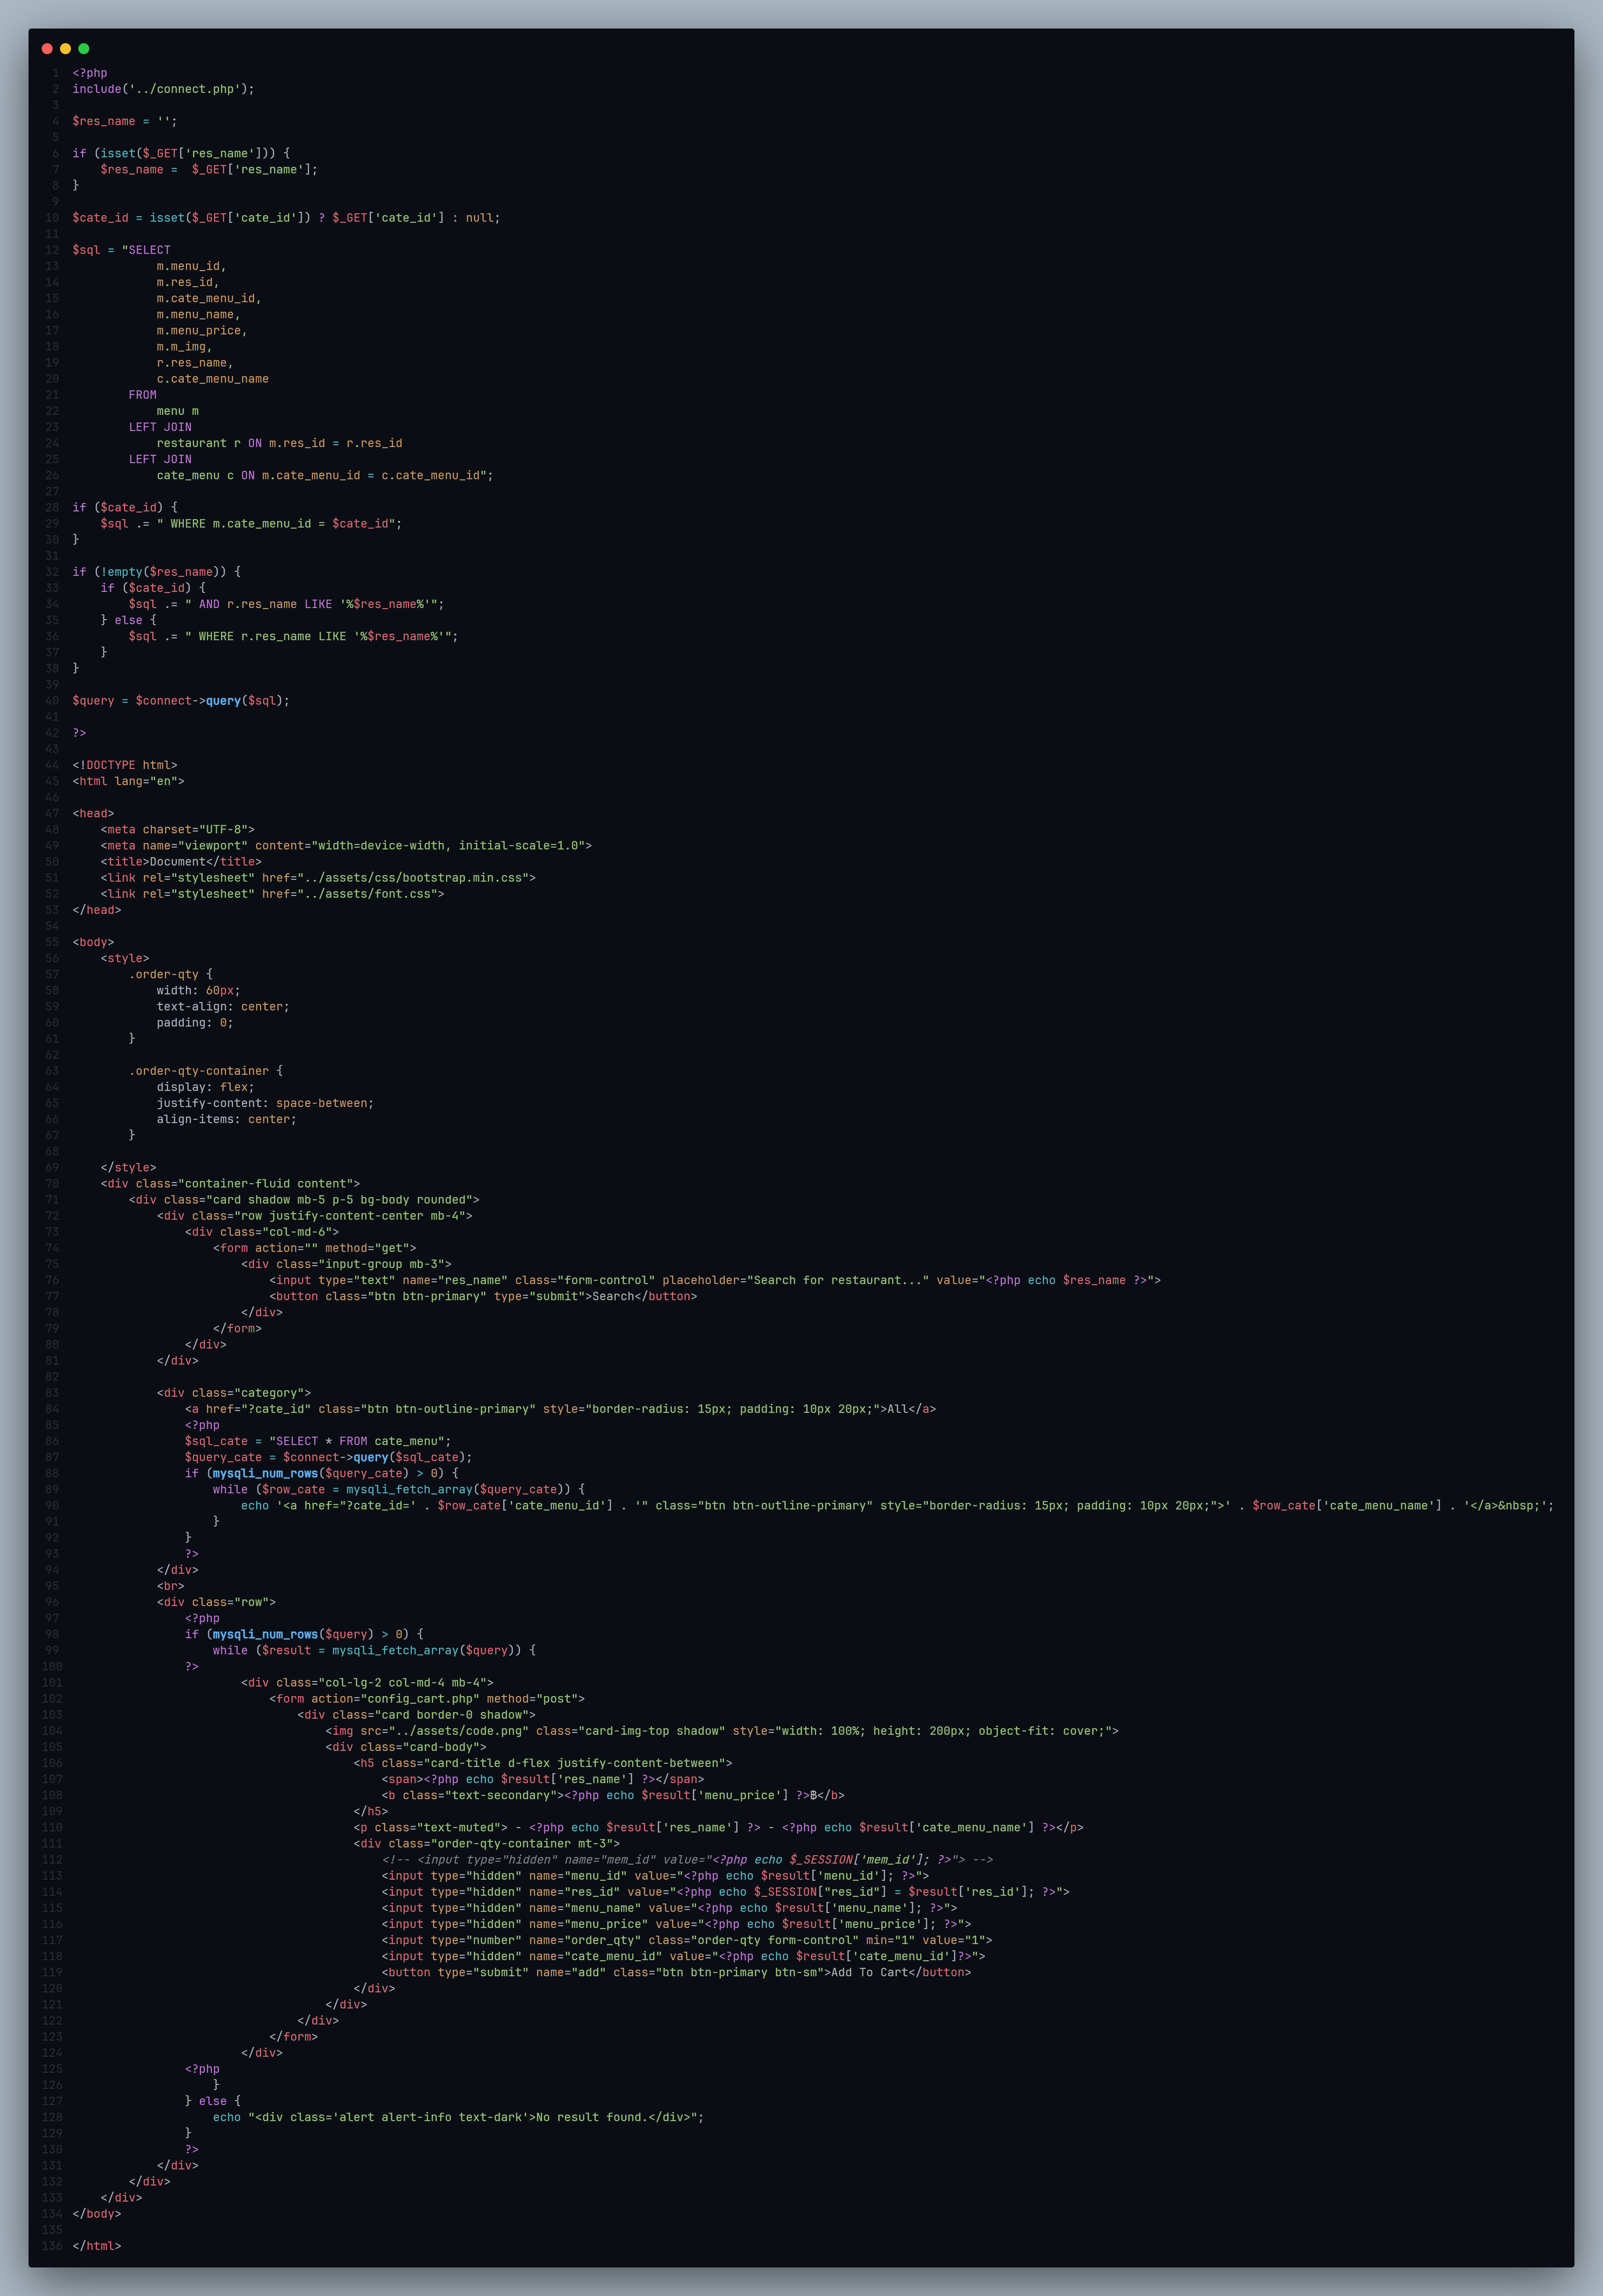 1 <?php
2 include('../connect.php');
3
4 $res_name = '';
5
6 if (isset($_GET['res_name'])) {
7     $res_name =  $_GET['res_name'];
8 }
9
10 $cate_id = isset($_GET['cate_id']) ? $_GET['cate_id'] : null;
11
12 $sql = "SELECT
13             m.menu_id,
14             m.res_id,
15             m.cate_menu_id,
16             m.menu_name,
17             m.menu_price,
18             m.m_img,
19             r.res_name,
20             c.cate_menu_name
21         FROM
22             menu m
23         LEFT JOIN
24             restaurant r ON m.res_id = r.res_id
25         LEFT JOIN
26             cate_menu c ON m.cate_menu_id = c.cate_menu_id";
27
28 if ($cate_id) {
29     $sql .= " WHERE m.cate_menu_id = $cate_id";
30 }
31
32 if (!empty($res_name)) {
33     if ($cate_id) {
34         $sql .= " AND r.res_name LIKE '%$res_name%'";
35     } else {
36         $sql .= " WHERE r.res_name LIKE '%$res_name%'";
37     }
38 }
39
40 $query = $connect->query($sql);
41
42 ?>
43
44 <!DOCTYPE html>
45 <html lang="en">
46
47 <head>
48     <meta charset="UTF-8">
49     <meta name="viewport" content="width=device-width, initial-scale=1.0">
50     <title>Document</title>
51     <link rel="stylesheet" href="../assets/css/bootstrap.min.css">
52     <link rel="stylesheet" href="../assets/font.css">
53 </head>
54
55 <body>
56     <style>
57         .order-qty {
58             width: 60px;
59             text-align: center;
60             padding: 0;
61         }
62
63         .order-qty-container {
64             display: flex;
65             justify-content: space-between;
66             align-items: center;
67         }
68
69     </style>
70     <div class="container-fluid content">
71         <div class="card shadow mb-5 p-5 bg-body rounded">
72             <div class="row justify-content-center mb-4">
73                 <div class="col-md-6">
74                     <form action="" method="get">
75                         <div class="input-group mb-3">
76                             <input type="text" name="res_name" class="form-control" placeholder="Search for restaurant..." value="<?php echo $res_name ?>">
77                             <button class="btn btn-primary" type="submit">Search</button>
78                         </div>
79                     </form>
80                 </div>
81             </div>
82
83             <div class="category">
84                 <a href="?cate_id" class="btn btn-outline-primary" style="border-radius: 15px; padding: 10px 20px;">All</a>
85                 <?php
86                 $sql_cate = "SELECT * FROM cate_menu";
87                 $query_cate = $connect->query($sql_cate);
88                 if (mysqli_num_rows($query_cate) > 0) {
89                     while ($row_cate = mysqli_fetch_array($query_cate)) {
90                         echo '<a href="?cate_id=' . $row_cate['cate_menu_id'] . '" class="btn btn-outline-primary" style="border-radius: 15px; padding: 10px 20px;">' . $row_cate['cate_menu_name'] . '</a>&nbsp;';
91                     }
92                 }
93                 ?>
94             </div>
95             <br>
96             <div class="row">
97                 <?php
98                 if (mysqli_num_rows($query) > 0) {
99                     while ($result = mysqli_fetch_array($query)) {
100                 ?>
101                         <div class="col-lg-2 col-md-4 mb-4">
102                             <form action="config_cart.php" method="post">
103                                 <div class="card border-0 shadow">
104                                     <img src="../assets/code.png" class="card-img-top shadow" style="width: 100%; height: 200px; object-fit: cover;">
105                                     <div class="card-body">
106                                         <h5 class="card-title d-flex justify-content-between">
107                                             <span><?php echo $result['res_name'] ?></span>
108                                             <b class="text-secondary"><?php echo $result['menu_price'] ?>฿</b>
109                                         </h5>
110                                         <p class="text-muted"> - <?php echo $result['res_name'] ?> - <?php echo $result['cate_menu_name'] ?></p>
111                                         <div class="order-qty-container mt-3">
112                                             <!-- <input type="hidden" name="mem_id" value="<?php echo $_SESSION['mem_id']; ?>"> -->
113                                             <input type="hidden" name="menu_id" value="<?php echo $result['menu_id']; ?>">
114                                             <input type="hidden" name="res_id" value="<?php echo $_SESSION["res_id"] = $result['res_id']; ?>">
115                                             <input type="hidden" name="menu_name" value="<?php echo $result['menu_name']; ?>">
116                                             <input type="hidden" name="menu_price" value="<?php echo $result['menu_price']; ?>">
117                                             <input type="number" name="order_qty" class="order-qty form-control" min="1" value="1">
118                                             <input type="hidden" name="cate_menu_id" value="<?php echo $result['cate_menu_id']?>">
119                                             <button type="submit" name="add" class="btn btn-primary btn-sm">Add To Cart</button>
120                                         </div>
121                                     </div>
122                                 </div>
123                             </form>
124                         </div>
125                 <?php
126                     }
127                 } else {
128                     echo "<div class='alert alert-info text-dark'>No result found.</div>";
129                 }
130                 ?>
131             </div>
132         </div>
133     </div>
134 </body>
135
136 </html>